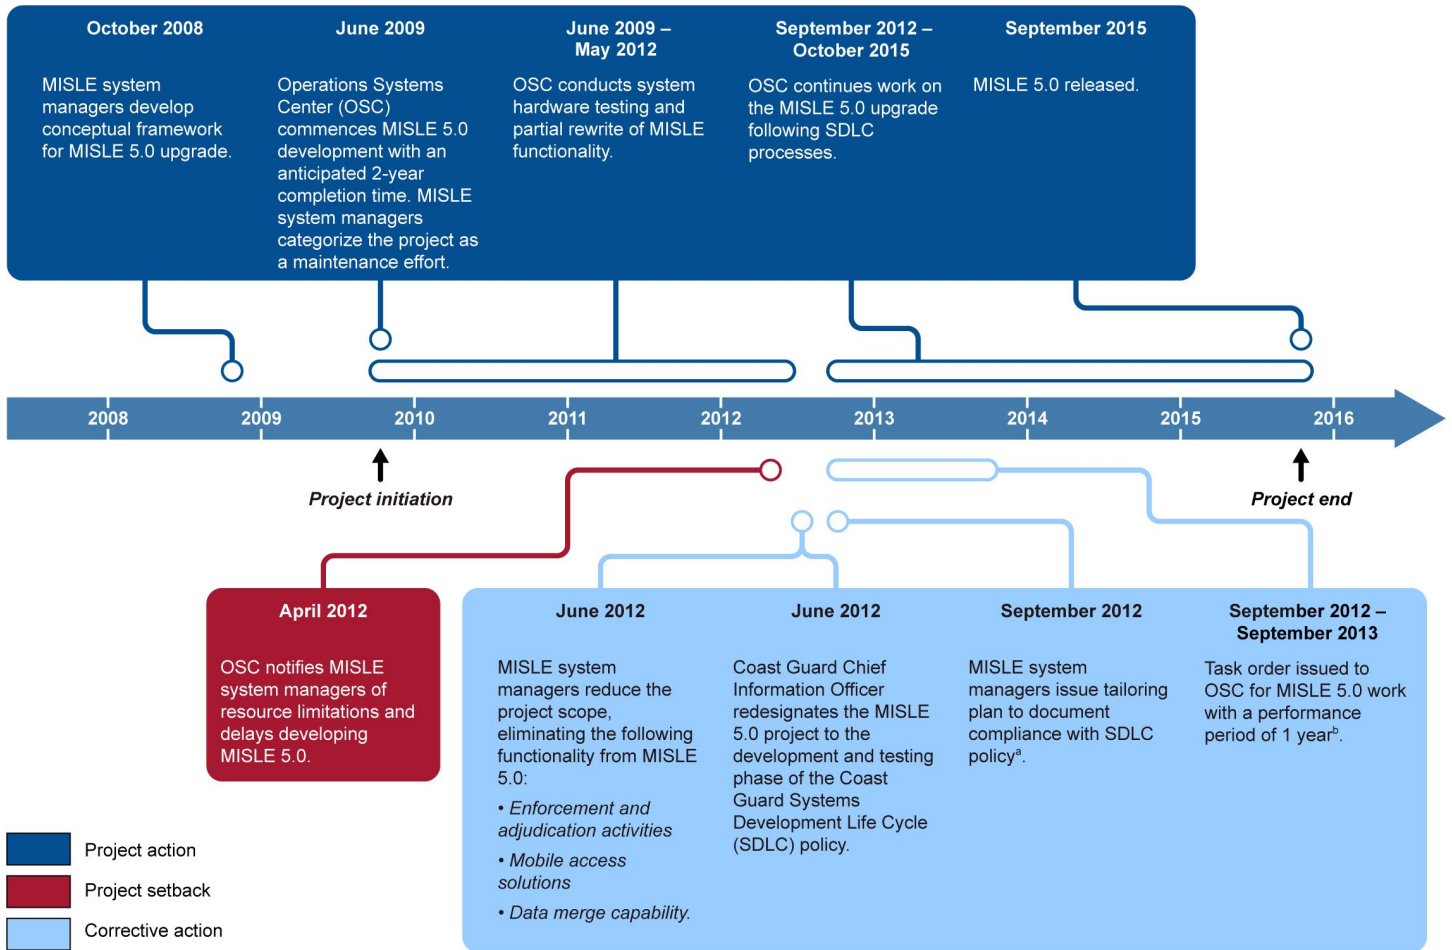 October 2008
MISLE system
managers develop
conceptual framework
for MISLE 5.0 upgrade.
June 2009
Operations Systems
Center (OSC)
commences MISLE 5.0
development with an
anticipated 2-year
completion time. MISLE
system managers
categorize the project as
a maintenance effort.
June 2009 –
May 2012
OSC conducts system
hardware testing and
partial rewrite of MISLE
functionality.
September 2012 –
October 2015
OSC continues work on
the MISLE 5.0 upgrade
following SDLC
processes.
September 2015
MISLE 5.0 released.
2008 2009 2010 2011 2012 2013 2014 2015 2016
Project initiation
Project end
April 2012
OSC notifies MISLE
system managers of
resource limitations and
delays developing
MISLE 5.0.
June 2012
MISLE system
managers reduce the
project scope,
eliminating the following
functionality from MISLE
5.0:
• Enforcement and
adjudication activities
• Mobile access
solutions
• Data merge capability.
June 2012
Coast Guard Chief
Information Officer
redesignates the MISLE
5.0 project to the
development and testing
phase of the Coast
Guard Systems
Development Life Cycle
(SDLC) policy.
September 2012
MISLE system
managers issue tailoring
plan to document
compliance with SDLC
policyᵃ.
September 2012 –
September 2013
Task order issued to
OSC for MISLE 5.0 work
with a performance
period of 1 yearᵇ.
Project action
Project setback
Corrective action